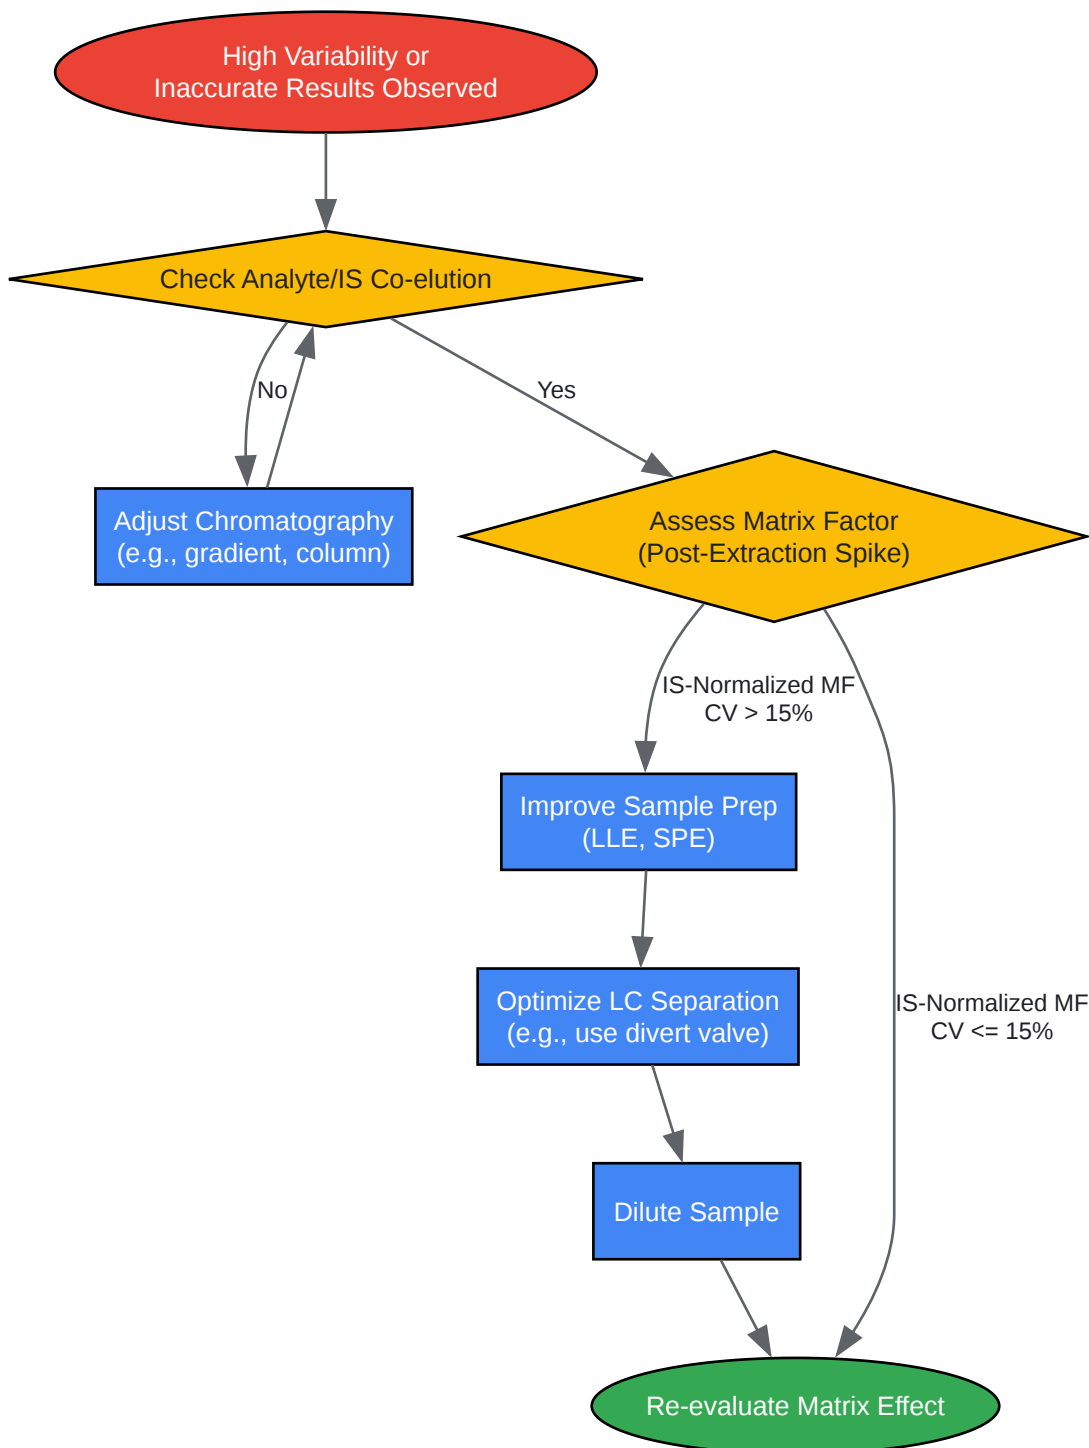 High Variability or
Inaccurate Results Observed
Check Analyte/IS Co-elution
No
Yes
Adjust Chromatography
(e.g., gradient, column)
Assess Matrix Factor
(Post-Extraction Spike)
IS-Normalized MF
CV > 15%
Improve Sample Prep
(LLE, SPE)
Optimize LC Separation
(e.g., use divert valve)
IS-Normalized MF
CV <= 15%
Dilute Sample
Re-evaluate Matrix Effect